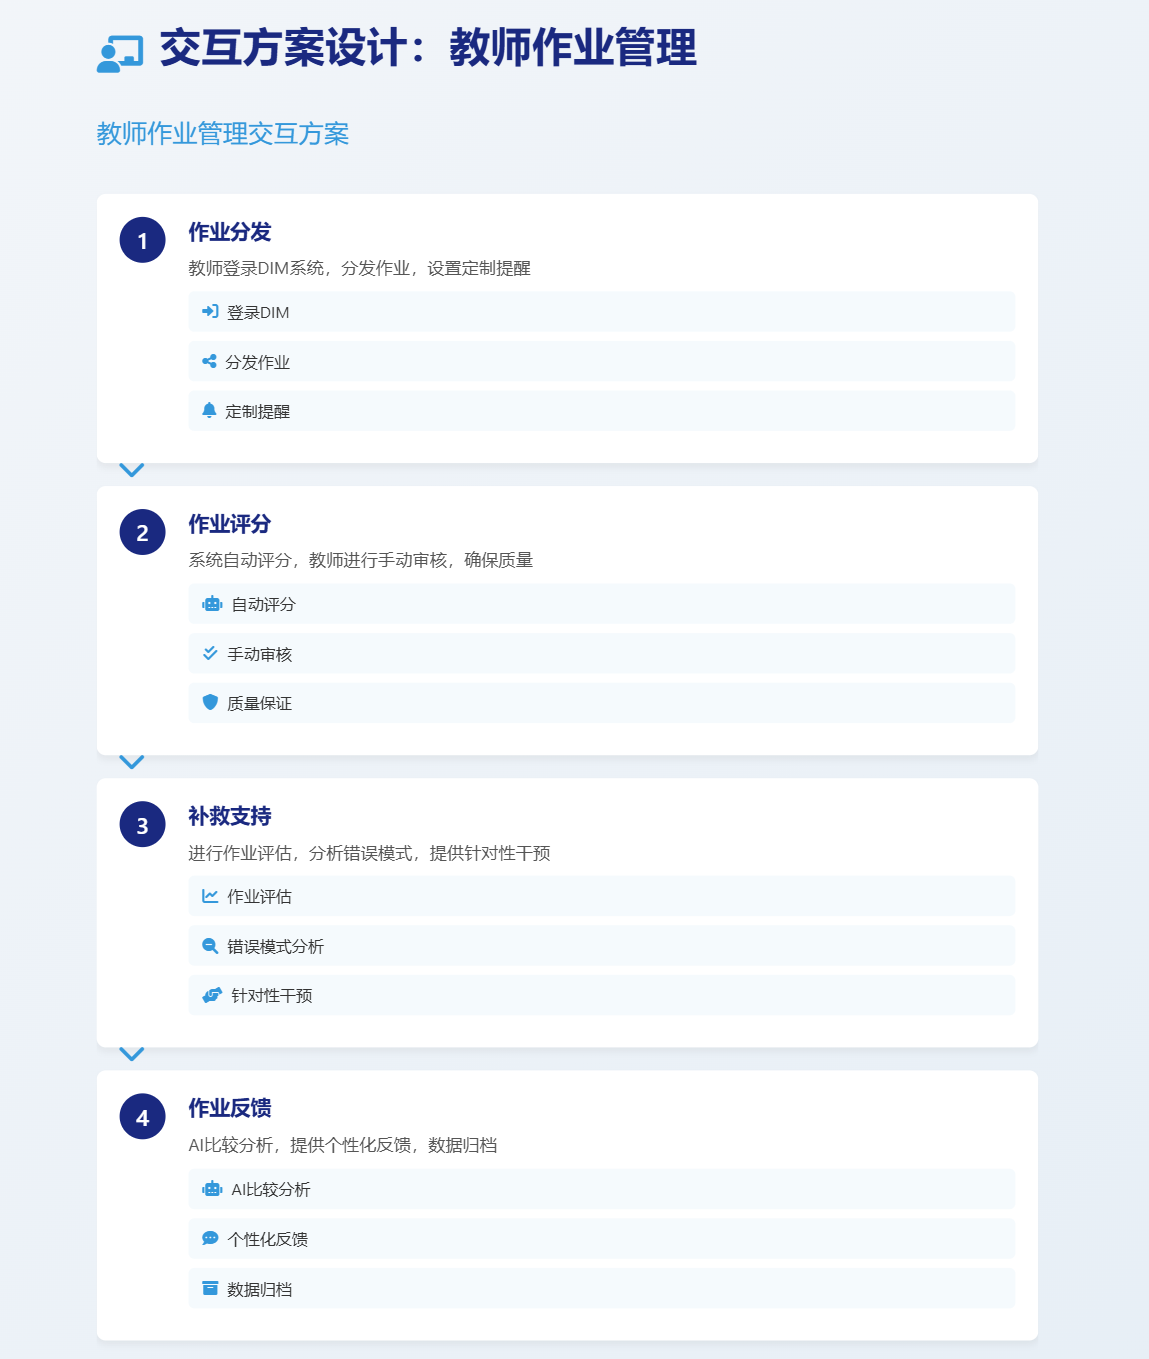 交互方案设计：教师作业管理
教师作业管理交互方案
1
作业分发
教师登录DIM系统，分发作业，设置定制提醒
登录DIM
分发作业
定制提醒
2
作业评分
系统自动评分，教师进行手动审核，确保质量
自动评分
手动审核
质量保证
3
补救支持
进行作业评估，分析错误模式，提供针对性干预
作业评估
错误模式分析
针对性干预
4
作业反馈
AI比较分析，提供个性化反馈，数据归档
AI比较分析
个性化反馈
数据归档